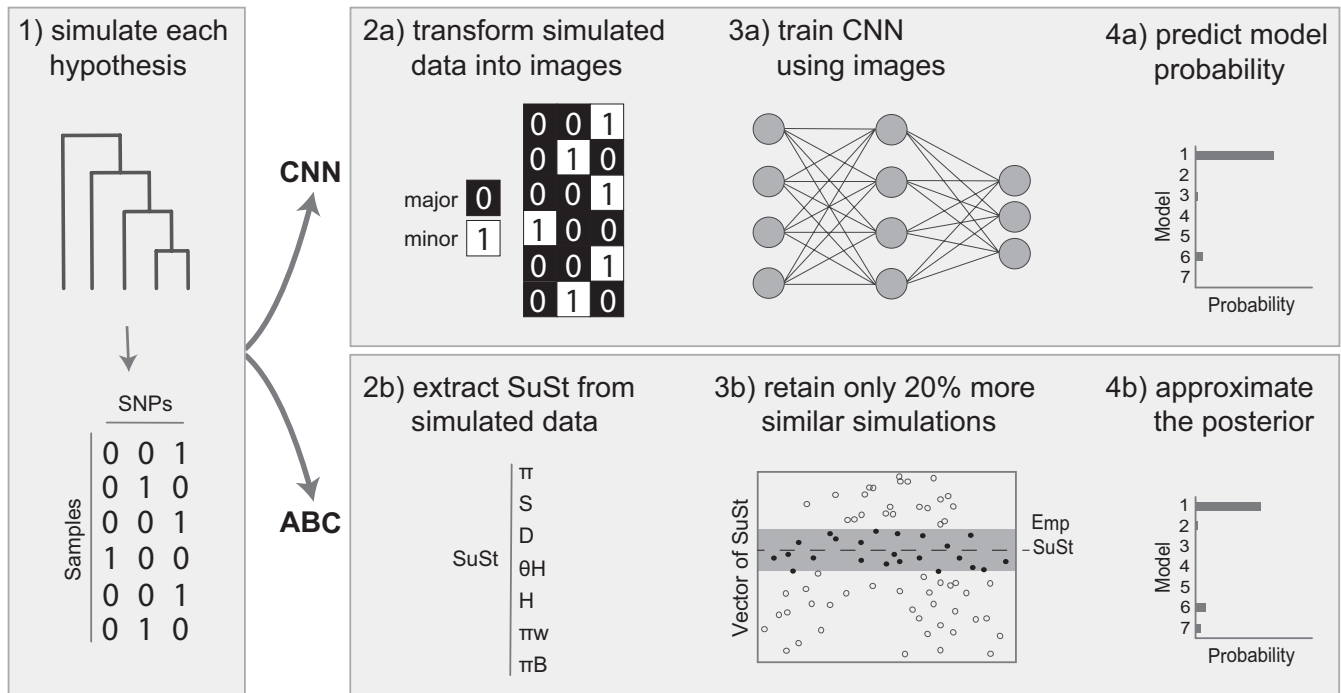 1) simulate each
hypothesis
SNPs
Samples
0 0 1
0 1 0
0 0 1
1 0 0
0 0 1
0 1 0
CNN
ABC
2a) transform simulated
data into images
major 0
minor 1
0 0 1
0 1 0
0 0 1
1 0 0
0 0 1
0 1 0
3a) train CNN
using images
4a) predict model
probability
Model
1
2
3
4
5
6
7
Probability
2b) extract SuSt from
simulated data
SuSt
π
S
D
θH
H
πw
πB
3b) retain only 20% more
similar simulations
Vector of SuSt
Emp
SuSt
4b) approximate
the posterior
Model
1
2
3
4
5
6
7
Probability